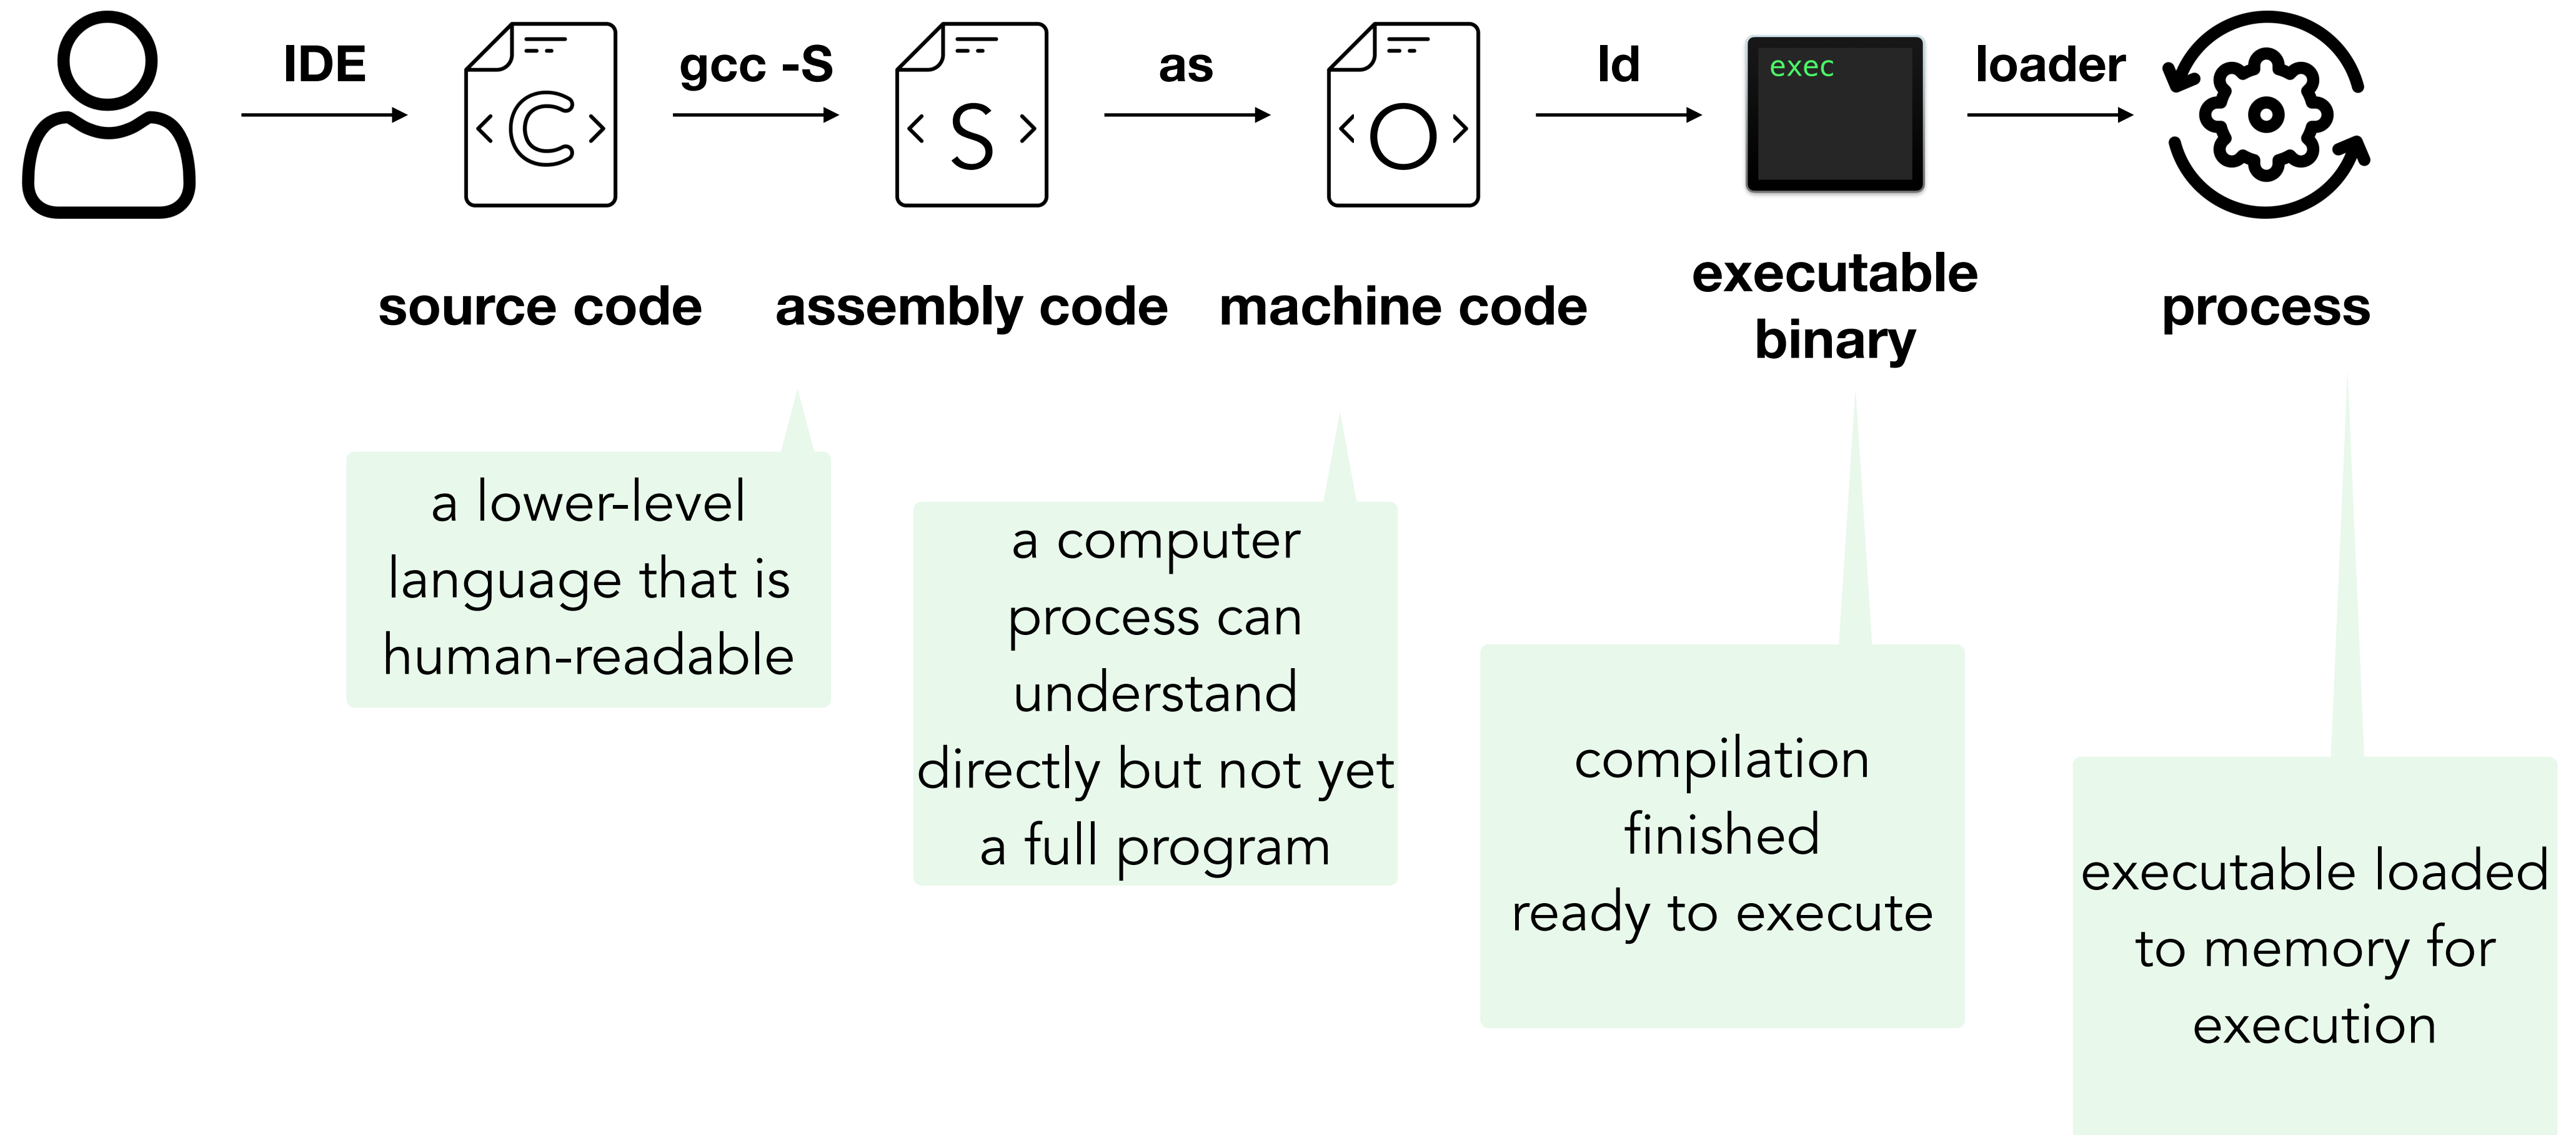 IDE
gcc -S
as
ld
loader
C
S
O
exec
source code
assembly code
machine code
executable
binary
process
a lower-level
language that is
human-readable
a computer
process can
understand
directly but not yet
a full program
compilation
finished
ready to execute
executable loaded
to memory for
execution